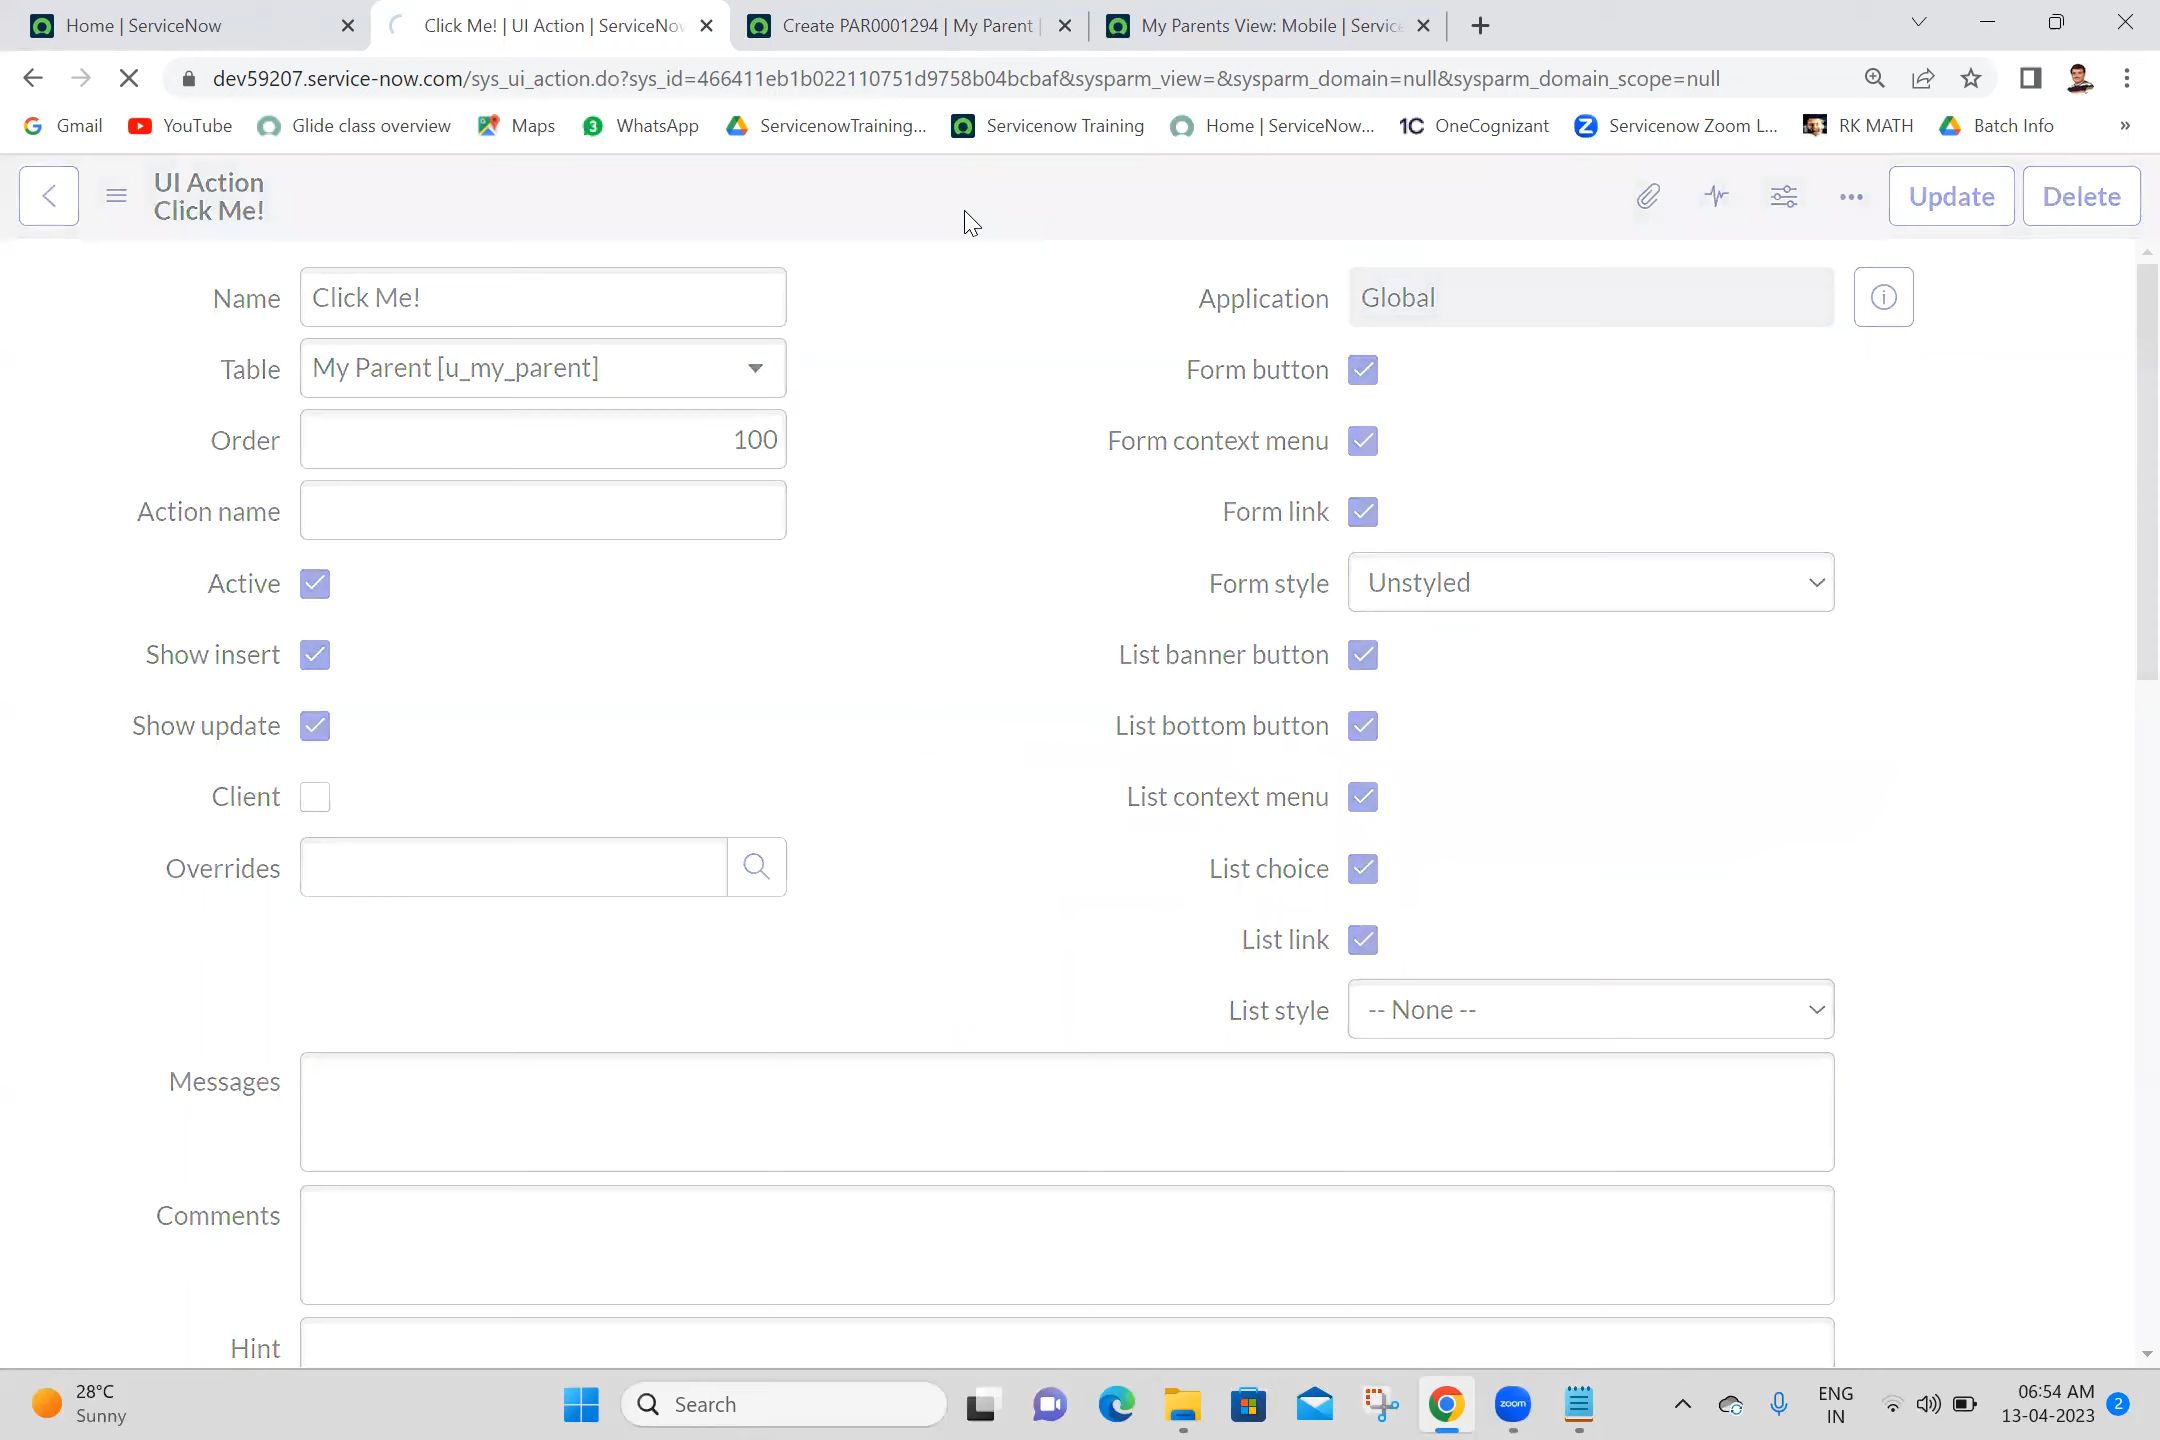 Home | ServiceNow
Click Me! | UI Action | ServiceNow
Create PAR0001294 | My Parent |
My Parents View: Mobile | Service
dev59207.service-now.com/sys_ui_action.do?sys_id=466411eb1b022110751d9758b04bcbaf&sysparm_view=&sysparm_domain=null&sysparm_domain_scope=null
Gmail
YouTube
Glide class overview
Maps
3
WhatsApp
ServicenowTraining...
Servicenow Training
Home | ServiceNow...
1C OneCognizant
Z Servicenow Zoom L...
RK MATH
Batch Info
»
UI Action
Click Me!
Update
Delete
Name
Click Me!
Application
Global
Table
My Parent [u_my_parent]
Form button
Order
100
Form context menu
Action name
Form link
Active
Form style
Unstyled
Show insert
List banner button
Show update
List bottom button
Client
List context menu
Overrides
List choice
List link
List style
-- None --
Messages
Comments
Hint
28°C
Sunny
Search
zoom
ENG
IN
06:54 AM
13-04-2023
2